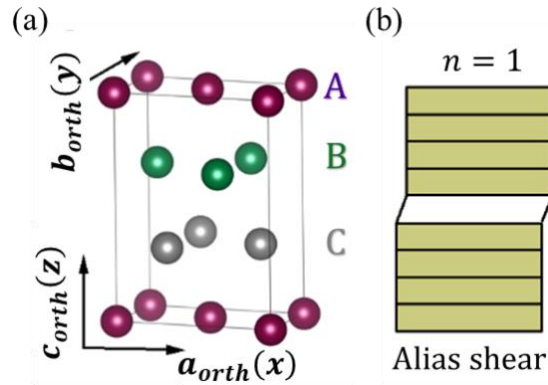 (a)
b_orth(y)
A
B
C
c_orth(z)
a_orth(x)
(b)
n = 1
Alias shear